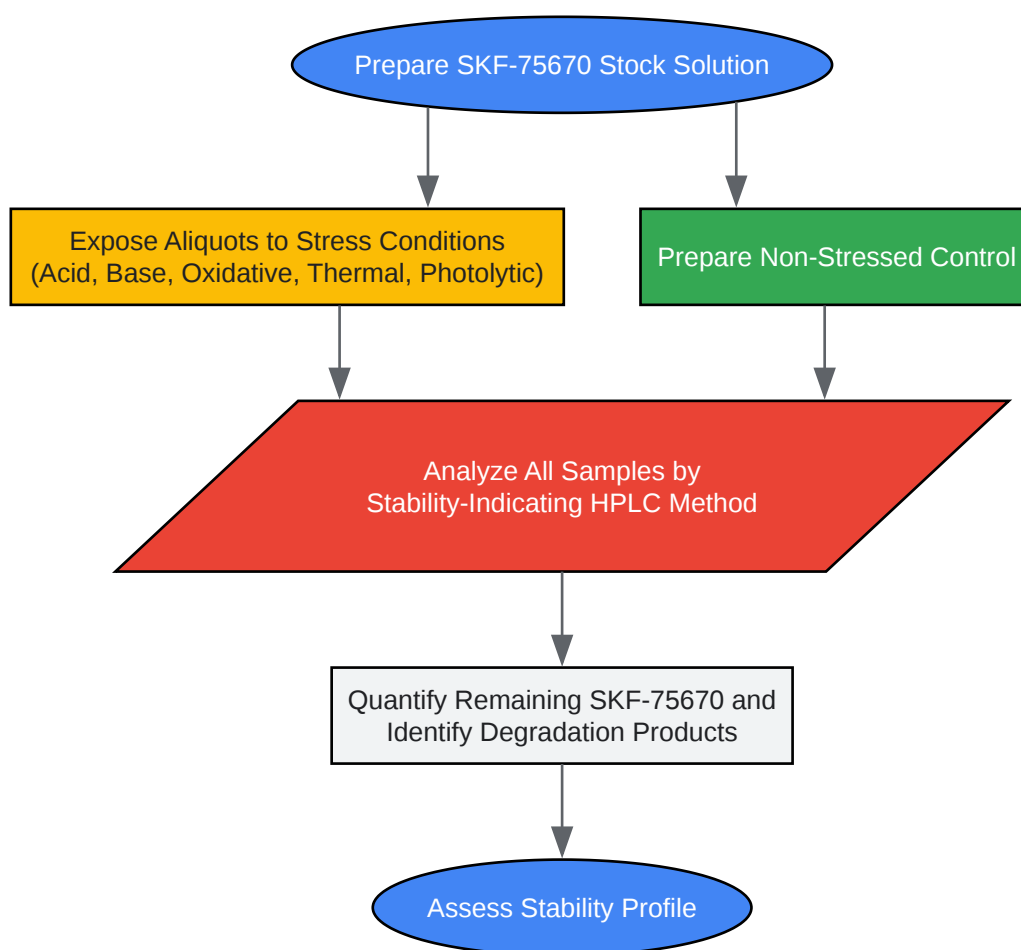 Prepare SKF-75670 Stock Solution
Expose Aliquots to Stress Conditions
(Acid, Base, Oxidative, Thermal, Photolytic)
Prepare Non-Stressed Control
Analyze All Samples by
Stability-Indicating HPLC Method
Quantify Remaining SKF-75670 and
Identify Degradation Products
Assess Stability Profile